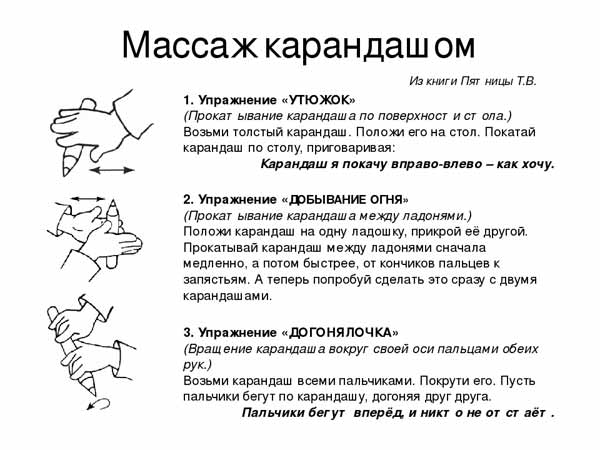 Массаж карандашом
Из книги Пятницы Т.В.
1. Упражнение «УТЮЖОК»
(Прокатывание карандаша по поверхности стола.)
Возьми толстый карандаш. Положи его на стол. Покатай
карандаш по столу, приговаривая:
Карандаш я покачу вправо-влево – как хочу.
2. Упражнение «ДОБЫВАНИЕ ОГНЯ»
(Прокатывание карандаша между ладонями.)
Положи карандаш на одну ладошку, прикрой её другой.
Прокатывай карандаш между ладонями сначала
медленно, а потом быстрее, от кончиков пальцев к
запястьям. А теперь попробуй сделать это сразу с двумя
карандашами.
3. Упражнение «ДОГОНЯЛОЧКА»
(Вращение карандаша вокруг своей оси пальцами обеих
рук.)
Возьми карандаш всеми пальчиками. Покрути его. Пусть
пальчики бегут по карандашу, догоняя друг друга.
Пальчики бегут вперёд, и никто не отстаёт.